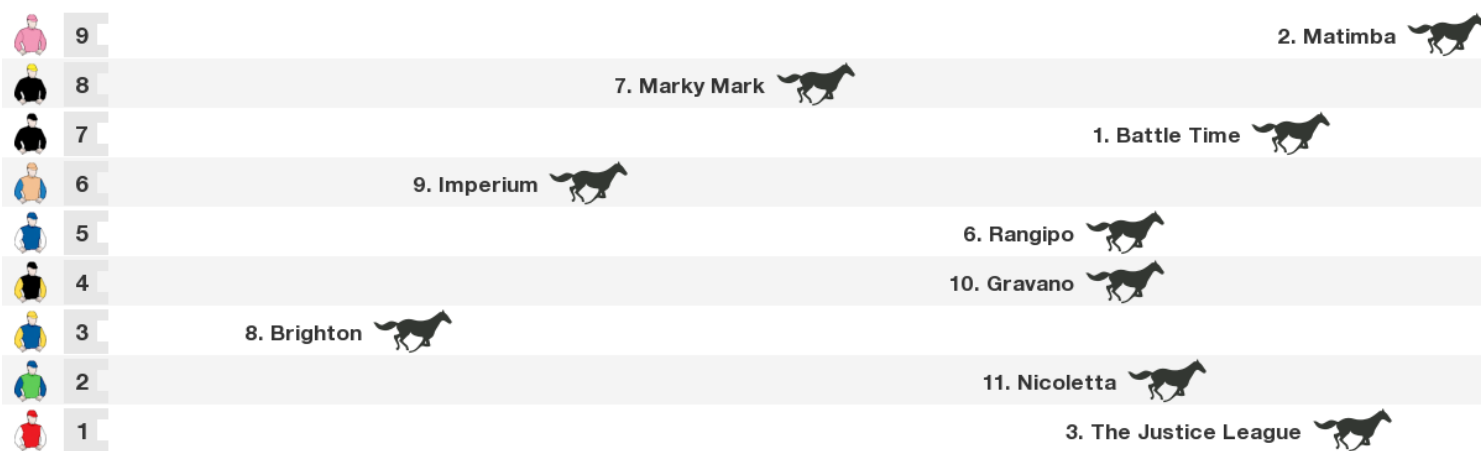 9 2. Matimba
8 7. Marky Mark
7 1. Battle Time
6 9. Imperium
5 6. Rangipo
4 10. Gravano
3 8. Brighton
2 11. Nicoletta
1 3. The Justice League